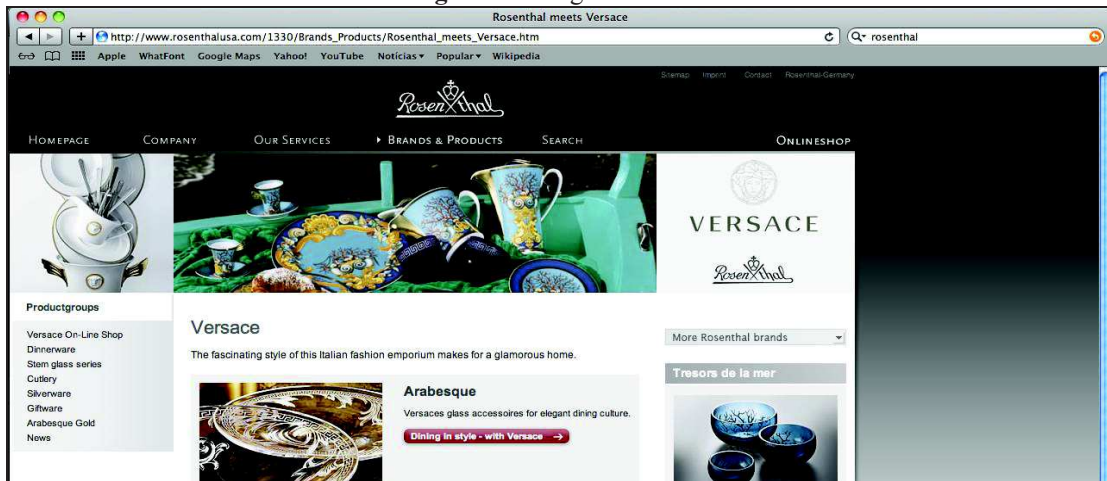 Rosenthal meets Versace
http://www.rosenthalusa.com/1330/Brands_Products/Rosenthal_meets_Versace.htm
rosenthal
Apple WhatFont Google Maps Yahoo! YouTube Notícias Popular Wikipedia
Sitemap Imprint Contact Rosenthal-Germany
Rosenthal
HOMEPAGE COMPANY OUR SERVICES BRANDS & PRODUCTS SEARCH ONLINESHOP
VERSACE
Rosenthal
Productgroups
Versace On-Line Shop
Dinnerware
Stem glass series
Cutlery
Silverware
Giftware
Arabesque Gold
News
Versace
The fascinating style of this Italian fashion emporium makes for a glamorous home.
Arabesque
Versaces glass accessoires for elegant dining culture.
Dining in style - with Versace →
More Rosenthal brands
Tresors de la mer